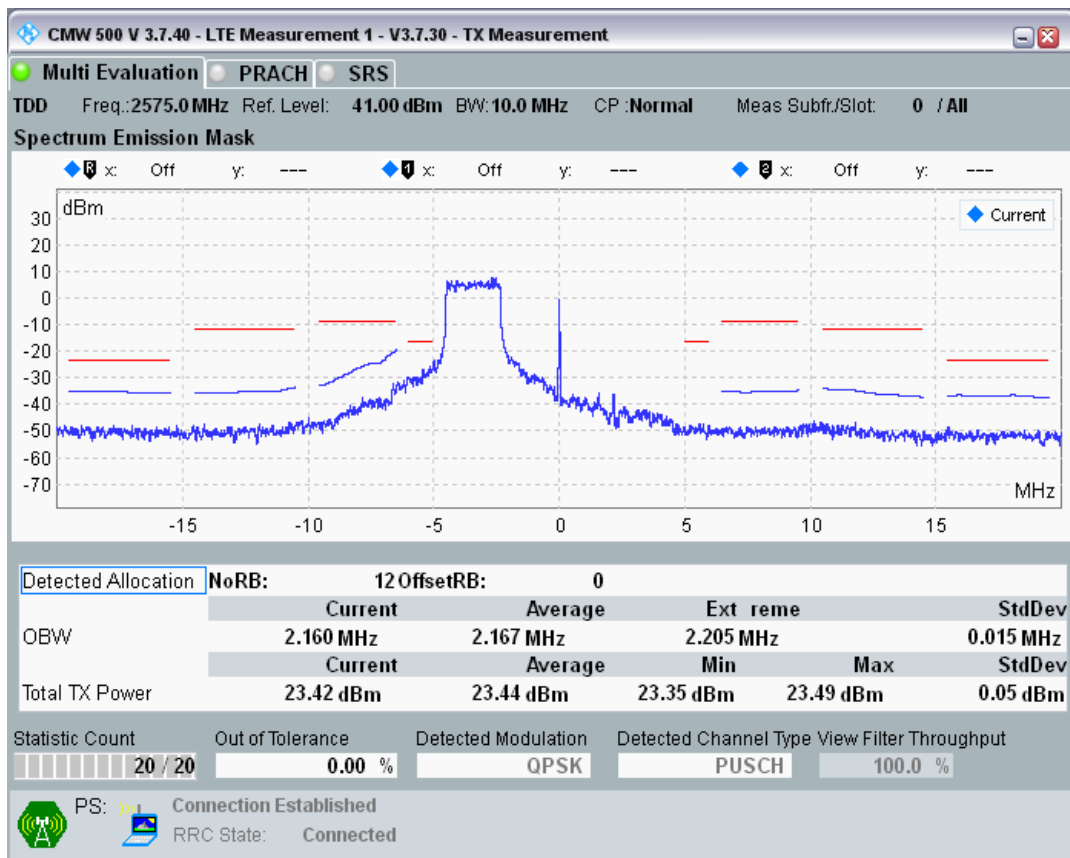 CMW 500 V 3.7.40 - LTE Measurement 1 - V3.7.30 - TX Measurement
Multi Evaluation PRACH SRS
TDD Freq.:2575.0 MHz Ref. Level: 41.00 dBm BW:10.0 MHz CP :Normal Meas Subfr./Slot: 0 / All
Spectrum Emission Mask
R x: Off y: --- 1 x: Off y: --- 2 x: Off y: ---
dBm
Current
30
20
10
0
-10
-20
-30
-40
-50
-60
-70
MHz
-15 -10 -5 0 5 10 15
Detected Allocation NoRB: 12 OffsetRB: 0
Current Average Ext reme StdDev
OBW 2.160 MHz 2.167 MHz 2.205 MHz 0.015 MHz
Current Average Min Max StdDev
Total TX Power 23.42 dBm 23.44 dBm 23.35 dBm 23.49 dBm 0.05 dBm
Statistic Count Out of Tolerance Detected Modulation Detected Channel Type View Filter Throughput
20 / 20 0.00 % QPSK PUSCH 100.0 %
PS: Connection Established
RRC State: Connected